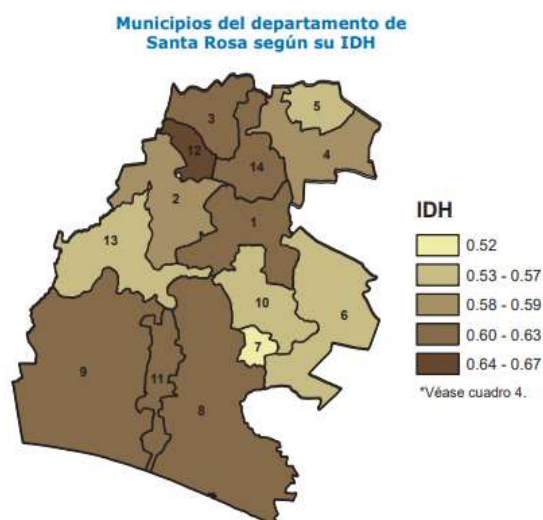 Municipios del departamento de
Santa Rosa según su IDH
3
5
12
14
4
2
1
13
10
6
7
9
11
8
IDH
0.52
0.53 - 0.57
0.58 - 0.59
0.60 - 0.63
0.64 - 0.67
*Véase cuadro 4.